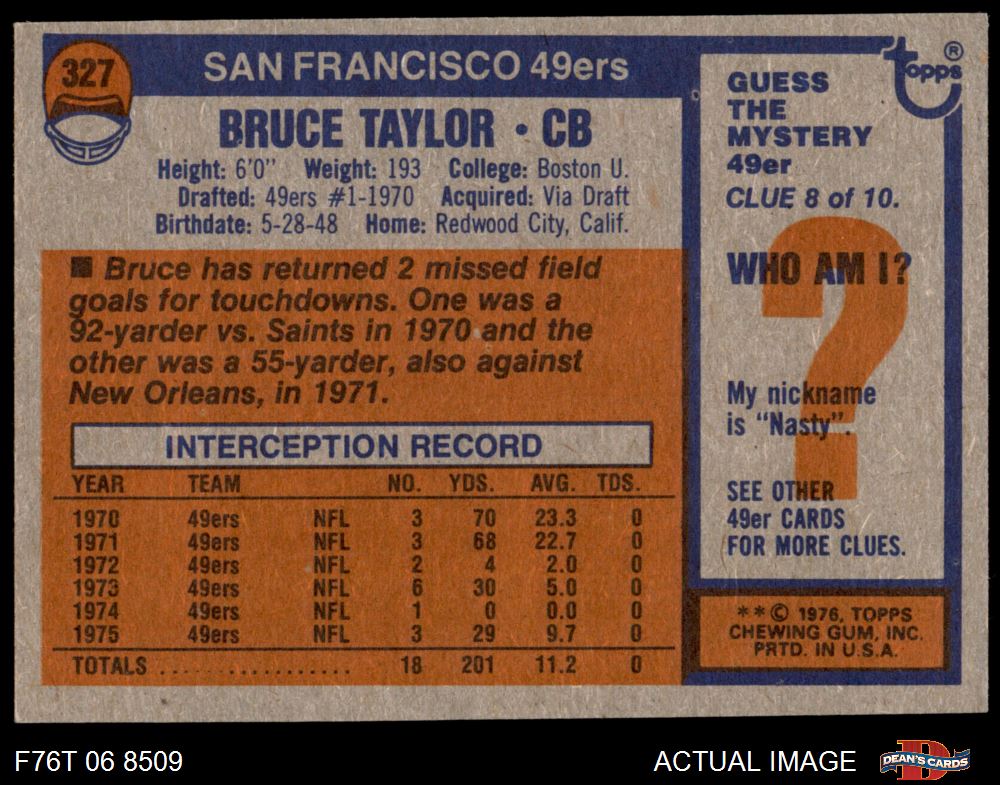 327
SAN FRANCISCO 49ers
BRUCE TAYLOR • CB
Height: 6'0" Weight: 193 College: Boston U.
Drafted: 49ers #1-1970 Acquired: Via Draft
Birthdate: 5-28-48 Home: Redwood City, Calif.
■ Bruce has returned 2 missed field
goals for touchdowns. One was a
92-yarder vs. Saints in 1970 and the
other was a 55-yarder, also against
New Orleans, in 1971.
INTERCEPTION RECORD
YEAR TEAM NO. YDS. AVG. TDS.
1970 49ers NFL 3 70 23.3 0
1971 49ers NFL 3 68 22.7 0
1972 49ers NFL 2 4 2.0 0
1973 49ers NFL 6 30 5.0 0
1974 49ers NFL 1 0 0.0 0
1975 49ers NFL 3 29 9.7 0
TOTALS .................. 18 201 11.2 0
topps ®
GUESS
THE
MYSTERY
49er
CLUE 8 of 10.
?
WHO AM I?
My nickname
is "Nasty".
SEE OTHER
49er CARDS
FOR MORE CLUES.
** © 1976, TOPPS
CHEWING GUM, INC.
PRTD. IN U.S.A.
F76T 06 8509
ACTUAL IMAGE
D
DEAN'S CARDS